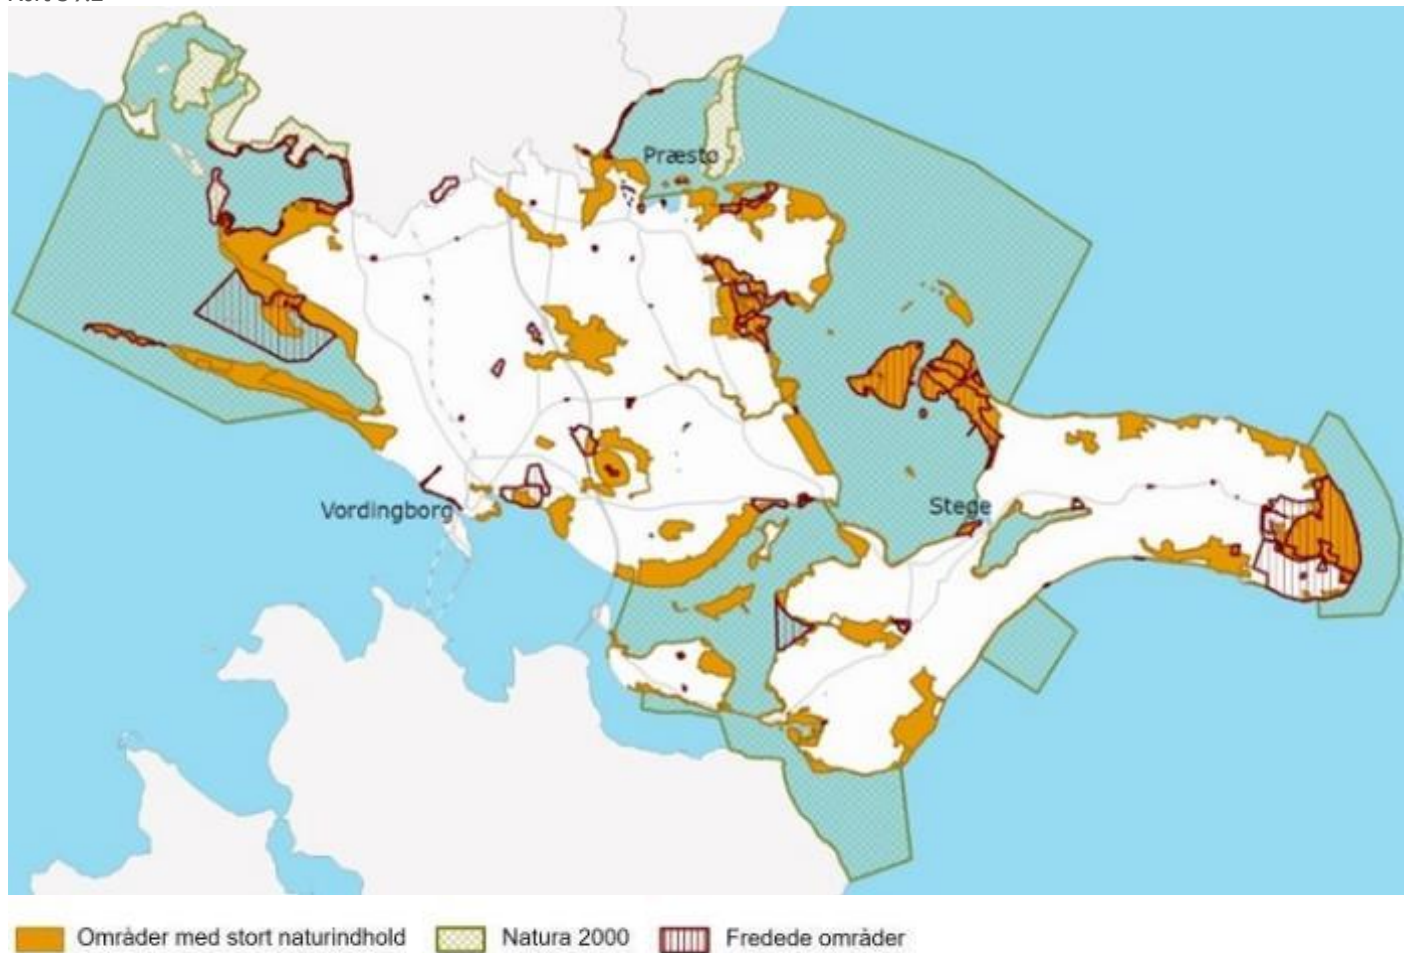 Præstø
Vordingborg
Stege
Områder med stort naturindhold
Natura 2000
Fredede områder